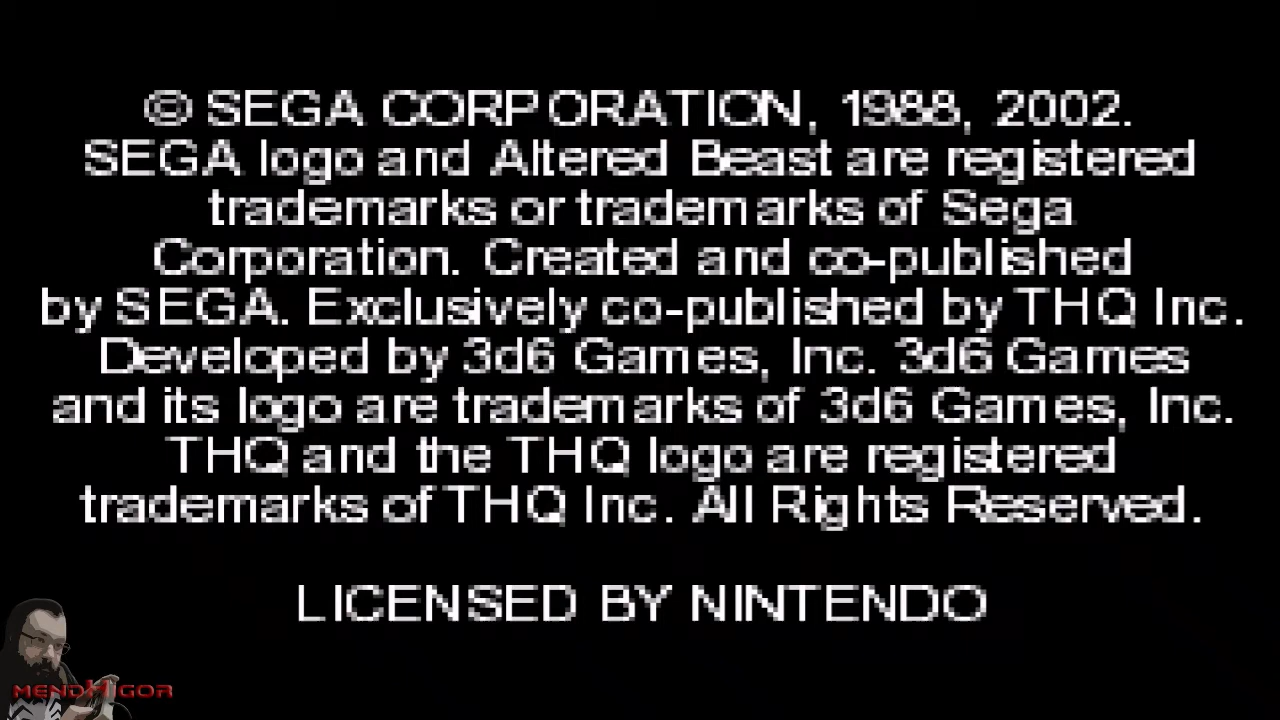 © SEGA CORPORATION, 1988, 2002.
SEGA logo and Altered Beast are registered
trademarks or trademarks of Sega
Corporation. Created and co-published
by SEGA. Exclusively co-published by THQ Inc.
Developed by 3d6 Games, Inc. 3d6 Games
and its logo are trademarks of 3d6 Games, Inc.
THQ and the THQ logo are registered
trademarks of THQ Inc. All Rights Reserved.
LICENSED BY NINTENDO
MENDHIGOR